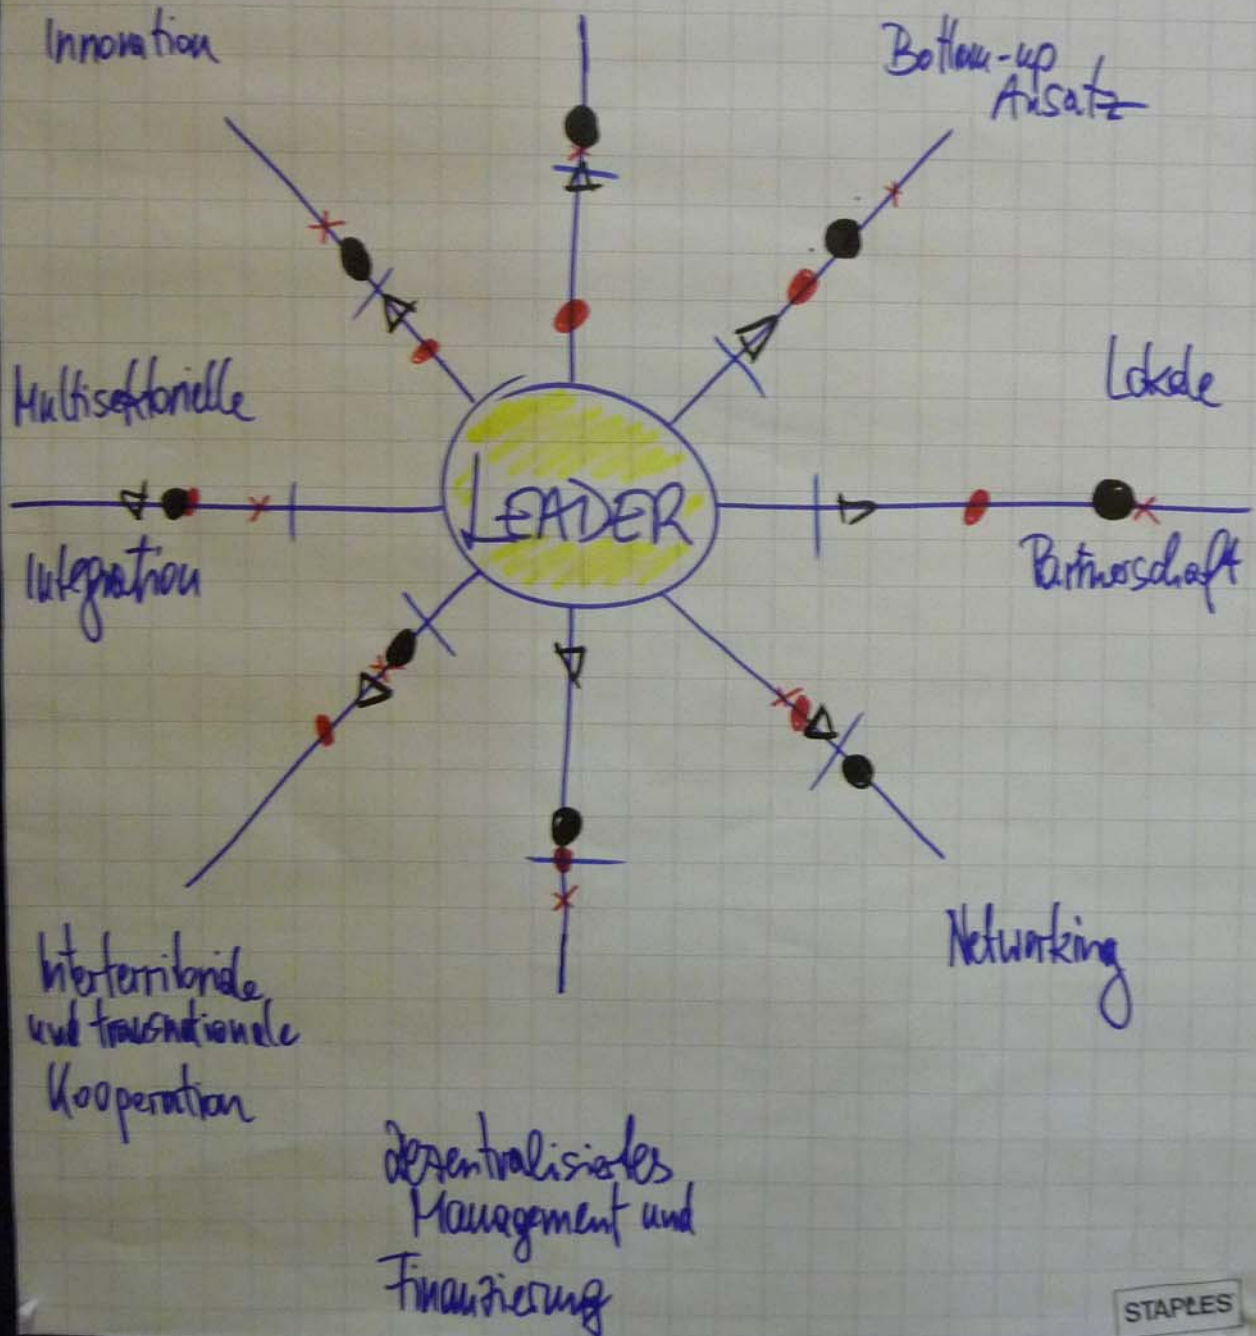 Innovation
Bottom-up
Ansatz
Multisektorielle
Lokale
LEADER
Integration
Partnerschaft
Interterritoriale
und transnationale
Kooperation
Networking
dezentralisiertes
Management und
Finanzierung
STAPLES